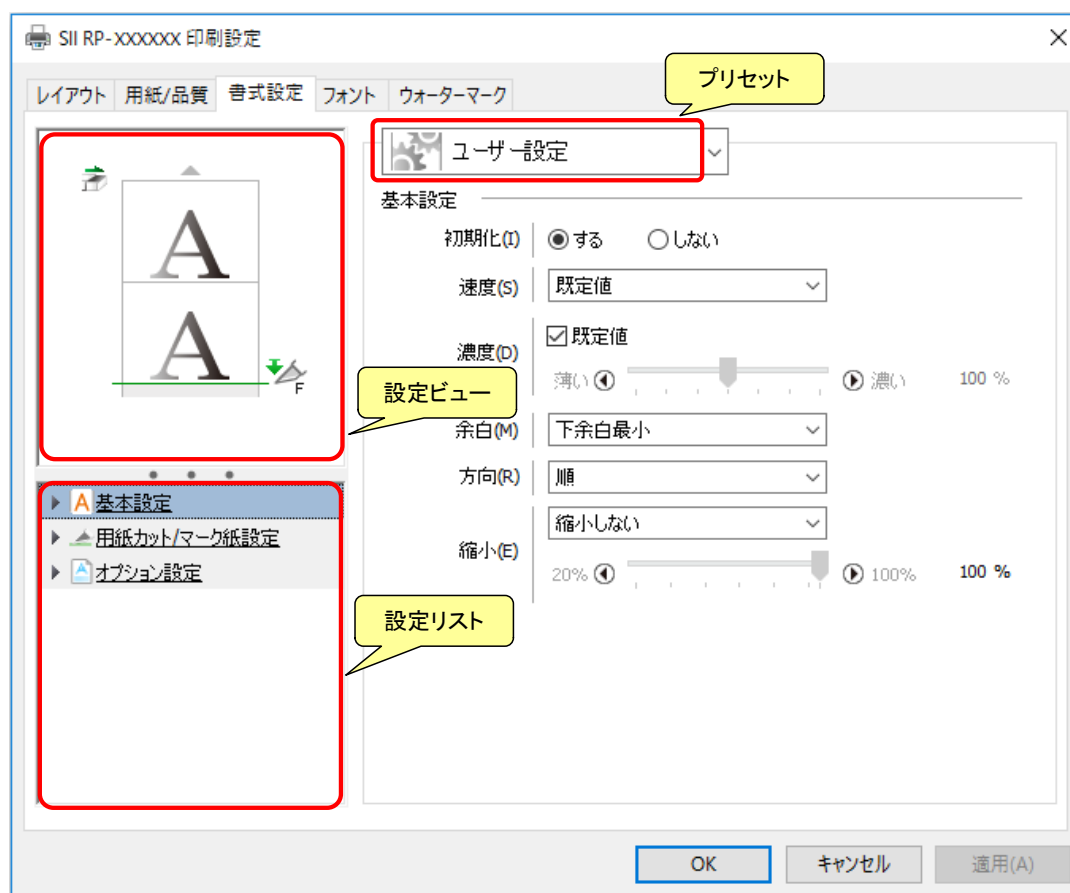 SII RP-XXXXXX 印刷設定
レイアウト 用紙/品質 書式設定 フォント ウォーターマーク
プリセット
ユーザー設定
A
A
F
設定ビュー
基本設定
初期化(I) する しない
速度(S) 既定値
濃度(D) 既定値
薄い 濃い 100 %
余白(M) 下余白最小
方向(R) 順
縮小(E) 縮小しない
20% 100% 100 %
A 基本設定
用紙カット/マーク紙設定
オプション設定
設定リスト
OK キャンセル 適用(A)